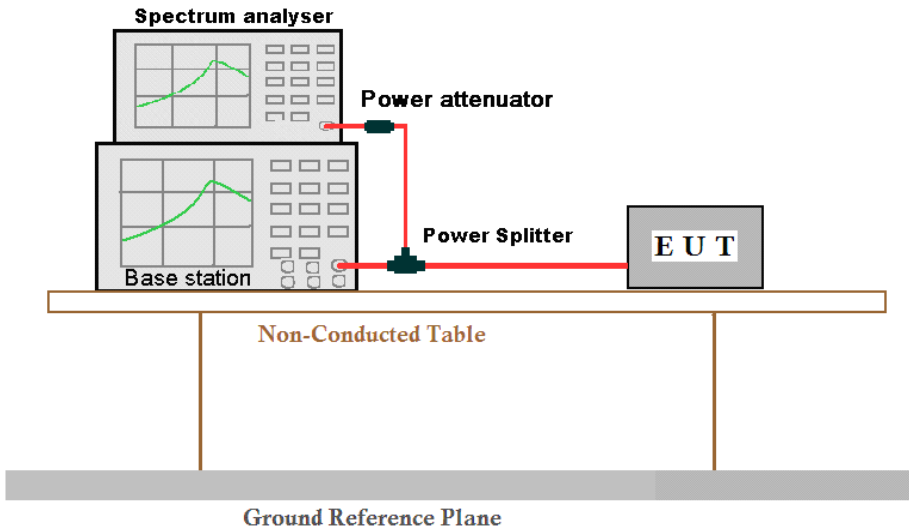 Spectrum analyser
Power attenuator
Power Splitter
E U T
Base station
Non-Conducted Table
Ground Reference Plane